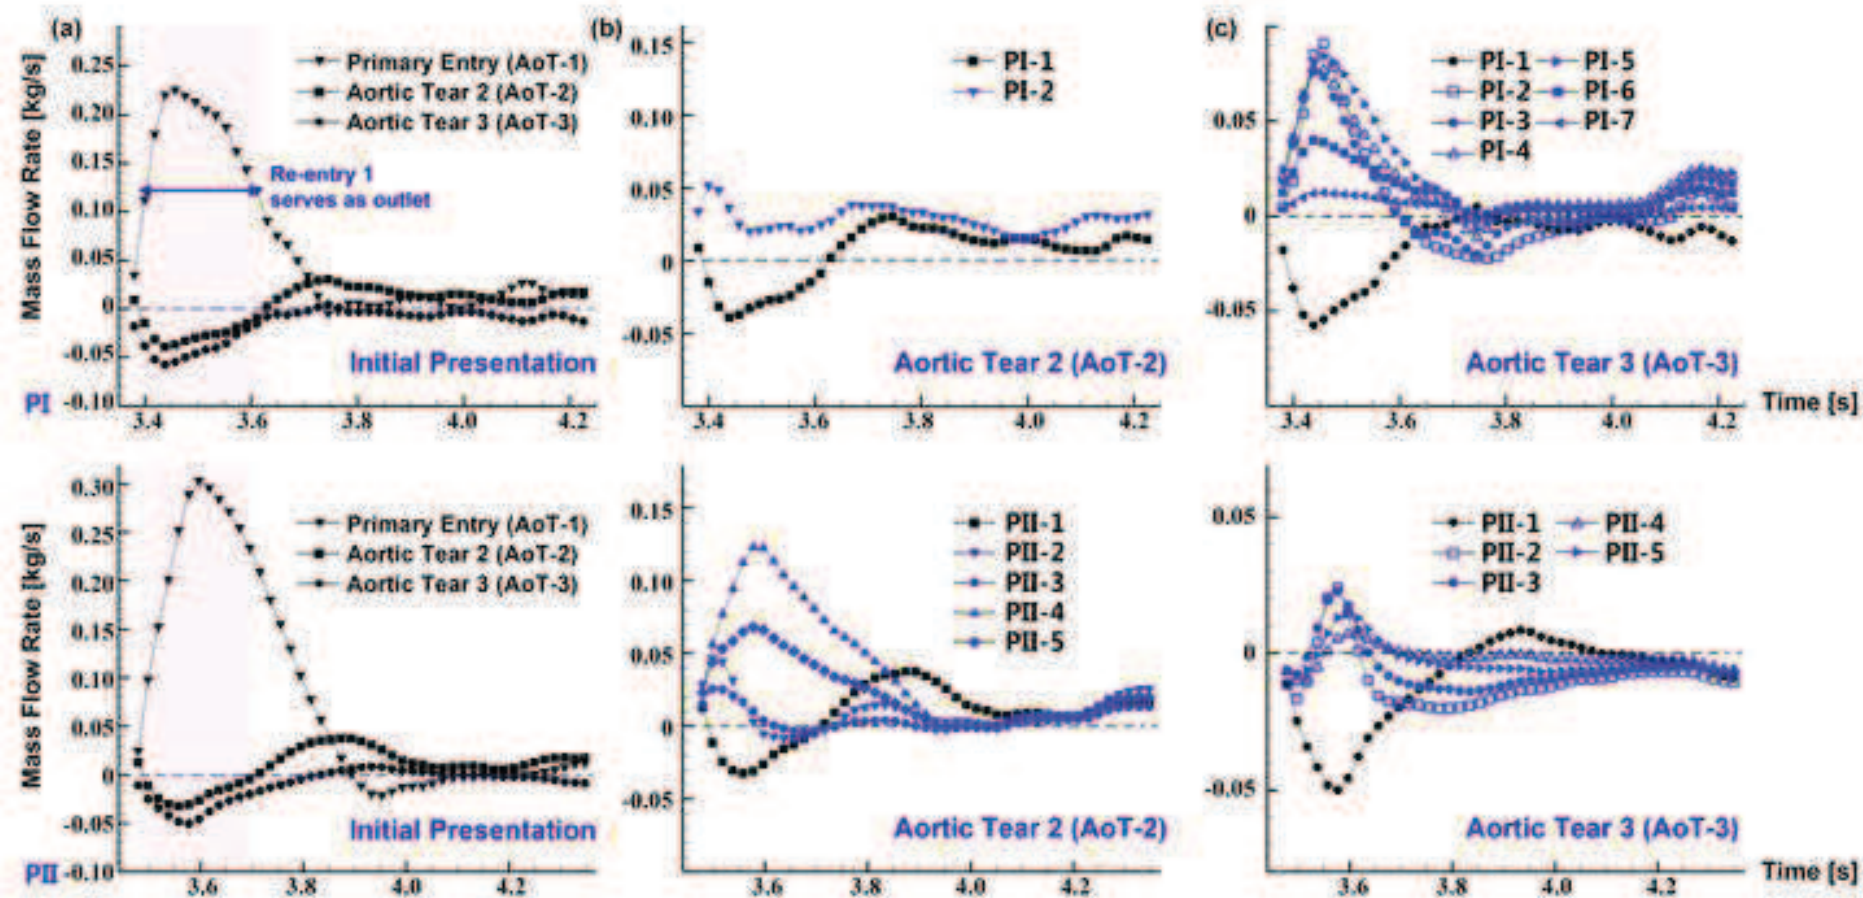 (a)
Mass Flow Rate [kg/s]
0.25
0.20
0.15
0.10
0.05
0
-0.05
-0.10
Primary Entry (AoT-1)
Aortic Tear 2 (AoT-2)
Aortic Tear 3 (AoT-3)
Re-entry 1
serves as outlet
Initial Presentation
PI
3.4 3.6 3.8 4.0 4.2
(b)
0.15
0.10
0.05
0
-0.05
PI-1
PI-2
Aortic Tear 2 (AoT-2)
3.4 3.6 3.8 4.0 4.2
(c)
0.05
0
-0.05
PI-1 PI-5
PI-2 PI-6
PI-3 PI-7
PI-4
Aortic Tear 3 (AoT-3)
3.4 3.6 3.8 4.0 4.2
Time [s]
Mass Flow Rate [kg/s]
0.30
0.25
0.20
0.15
0.10
0.05
0
-0.05
-0.10
Primary Entry (AoT-1)
Aortic Tear 2 (AoT-2)
Aortic Tear 3 (AoT-3)
Initial Presentation
PII
3.6 3.8 4.0 4.2
0.15
0.10
0.05
0
-0.05
PII-1
PII-2
PII-3
PII-4
PII-5
Aortic Tear 2 (AoT-2)
3.6 3.8 4.0 4.2
0.05
0
-0.05
PII-1 PII-4
PII-2 PII-5
PII-3
Aortic Tear 3 (AoT-3)
3.6 3.8 4.0 4.2
Time [s]